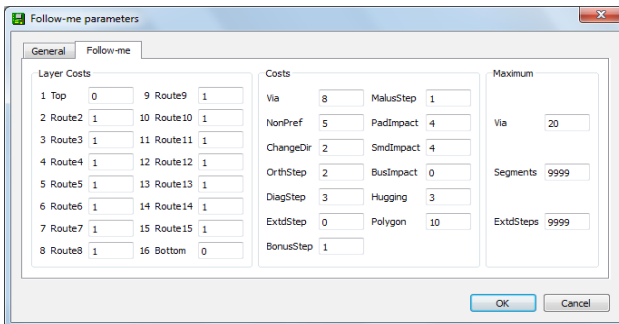 Follow-me parameters
General Follow-me
Layer Costs Costs Maximum
1 Top 0 9 Route9 1 Via 8 MalusStep 1
2 Route2 1 10 Route10 1 NonPref 5 PadImpact 4 Via 20
3 Route3 1 11 Route11 1 ChangeDir 2 SmdImpact 4
4 Route4 1 12 Route12 1 OrthStep 2 BusImpact 0 Segments 9999
5 Route5 1 13 Route13 1 DiagStep 3 Hugging 3
6 Route6 1 14 Route14 1 ExtdStep 0 Polygon 10 ExtdSteps 9999
7 Route7 1 15 Route15 1 BonusStep 1
8 Route8 1 16 Bottom 0
OK Cancel